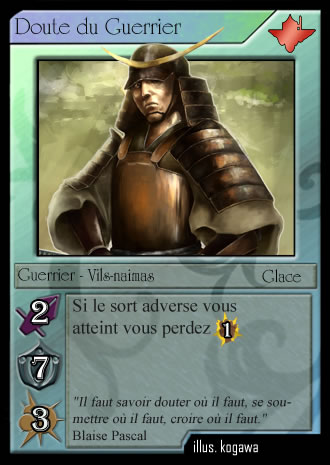 Doute du Guerrier
Guerrier - Vils-naimas
Glace
2
Si le sort adverse vous
atteint vous perdez 1
7
3
"Il faut savoir douter où il faut, se sou-
mettre où il faut, croire où il faut."
Blaise Pascal
illus. kogawa